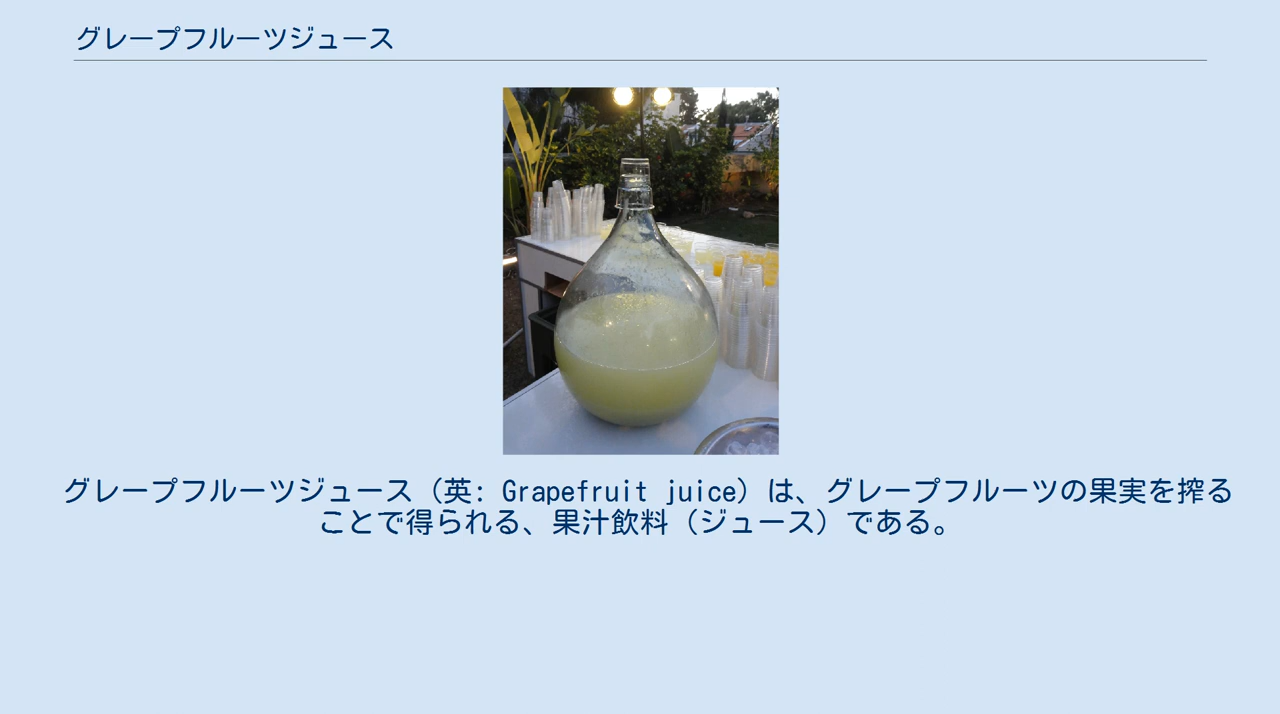 グレープフルーツジュース
グレープフルーツジュース（英: Grapefruit juice）は、グレープフルーツの果実を搾る
ことで得られる、果汁飲料（ジュース）である。